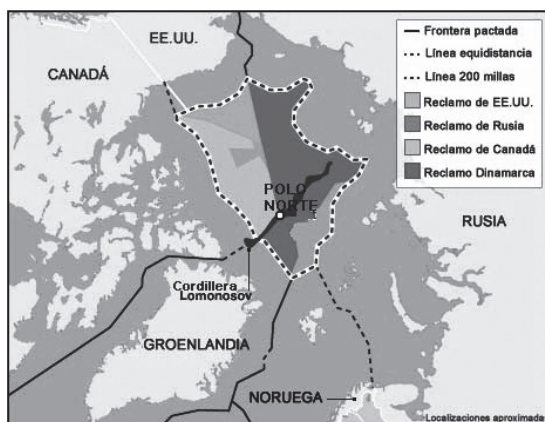 EE.UU.
CANADÁ
Frontera pactada
Línea equidistancia
Línea 200 millas
Reclamo de EE.UU.
Reclamo de Rusia
Reclamo de Canadá
Reclamo Dinamarca
POLO
NORTE
RUSIA
Cordillera
Lomonosov
GROENLANDIA
NORUEGA
Localizaciones aproximadas